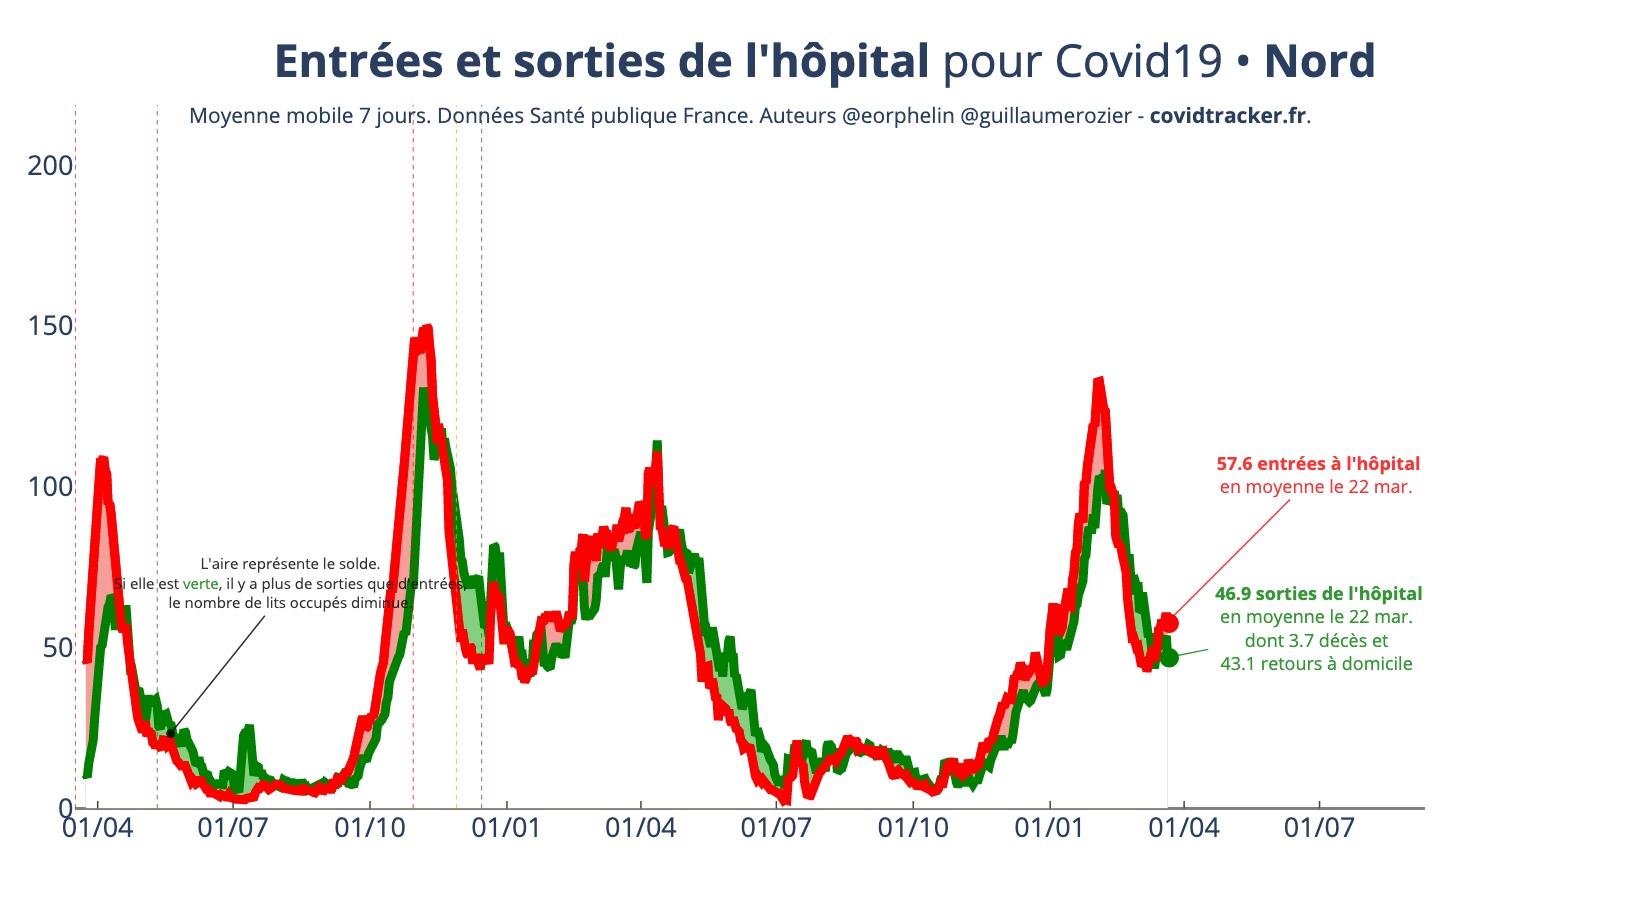 Entrées et sorties de l'hôpital pour Covid19 • Nord
Moyenne mobile 7 jours. Données Santé publique France. Auteurs @eorphelin @guillaumerozier - covidtracker.fr.
200
150
100
50
0
57.6 entrées à l'hôpital
en moyenne le 22 mar.
L'aire représente le solde.
Si elle est verte, il y a plus de sorties que d'entrées,
le nombre de lits occupés diminue.
46.9 sorties de l'hôpital
en moyenne le 22 mar.
dont 3.7 décès et
43.1 retours à domicile
01/04 01/07 01/10 01/01 01/04 01/07 01/10 01/01 01/04 01/07